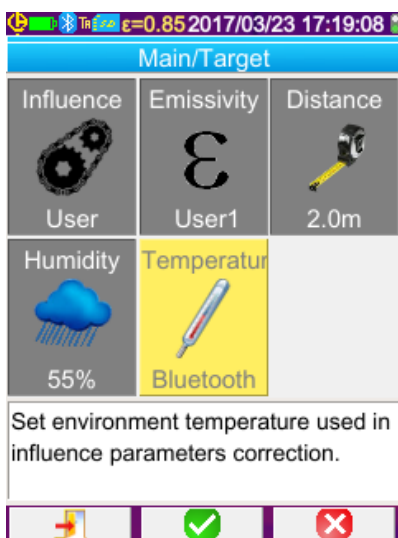 ε=0.85 2017/03/23 17:19:08
Main/Target
Influence Emissivity Distance
ε
User User1 2.0m
Humidity Temperatur
55% Bluetooth
Set environment temperature used in
influence parameters correction.